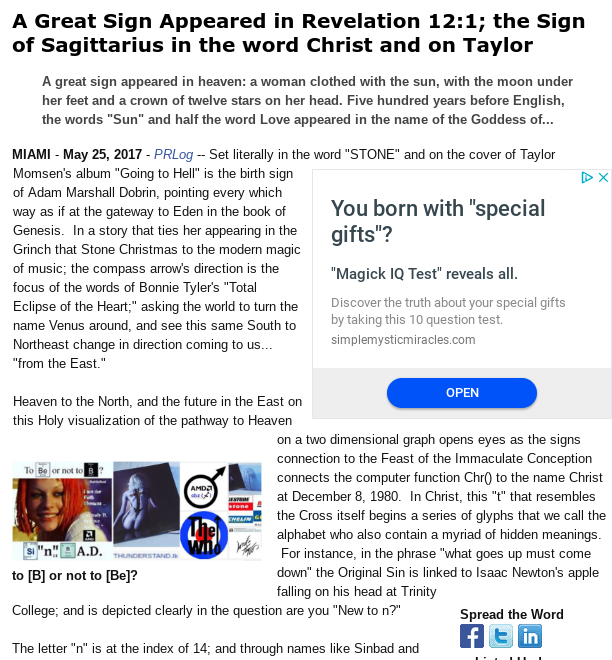 A Great Sign Appeared in Revelation 12:1; the Sign
of Sagittarius in the word Christ and on Taylor
A great sign appeared in heaven: a woman clothed with the sun, with the moon under
her feet and a crown of twelve stars on her head. Five hundred years before English,
the words "Sun" and half the word Love appeared in the name of the Goddess of...
MIAMI - May 25, 2017 - PRLog -- Set literally in the word "STONE" and on the cover of Taylor
Momsen's album "Going to Hell" is the birth sign
of Adam Marshall Dobrin, pointing every which
way as if at the gateway to Eden in the book of
Genesis.  In a story that ties her appearing in the
Grinch that Stone Christmas to the modern magic
of music; the compass arrow's direction is the
focus of the words of Bonnie Tyler's "Total
Eclipse of the Heart;" asking the world to turn the
name Venus around, and see this same South to
Northeast change in direction coming to us...
"from the East."
You born with "special
gifts"?
"Magick IQ Test" reveals all.
Discover the truth about your special gifts
by taking this 10 question test.
simplemysticmiracles.com
OPEN
Heaven to the North, and the future in the East on
this Holy visualization of the pathway to Heaven
on a two dimensional graph opens eyes as the signs
connection to the Feast of the Immaculate Conception
connects the computer function Chr() to the name Christ
at December 8, 1980.  In Christ, this "t" that resembles
the Cross itself begins a series of glyphs that we call the
alphabet who also contain a myriad of hidden meanings.
For instance, in the phrase "what goes up must come
down" the Original Sin is linked to Isaac Newton's apple
falling on his head at Trinity
To Be or not to B ?
AMD
Si "n" A.D.
THUNDERSTAND.
The
Who
to [B] or not to [Be]?
College; and is depicted clearly in the question are you "New to n?"
Spread the Word
The letter "n" is at the index of 14; and through names like Sinbad and